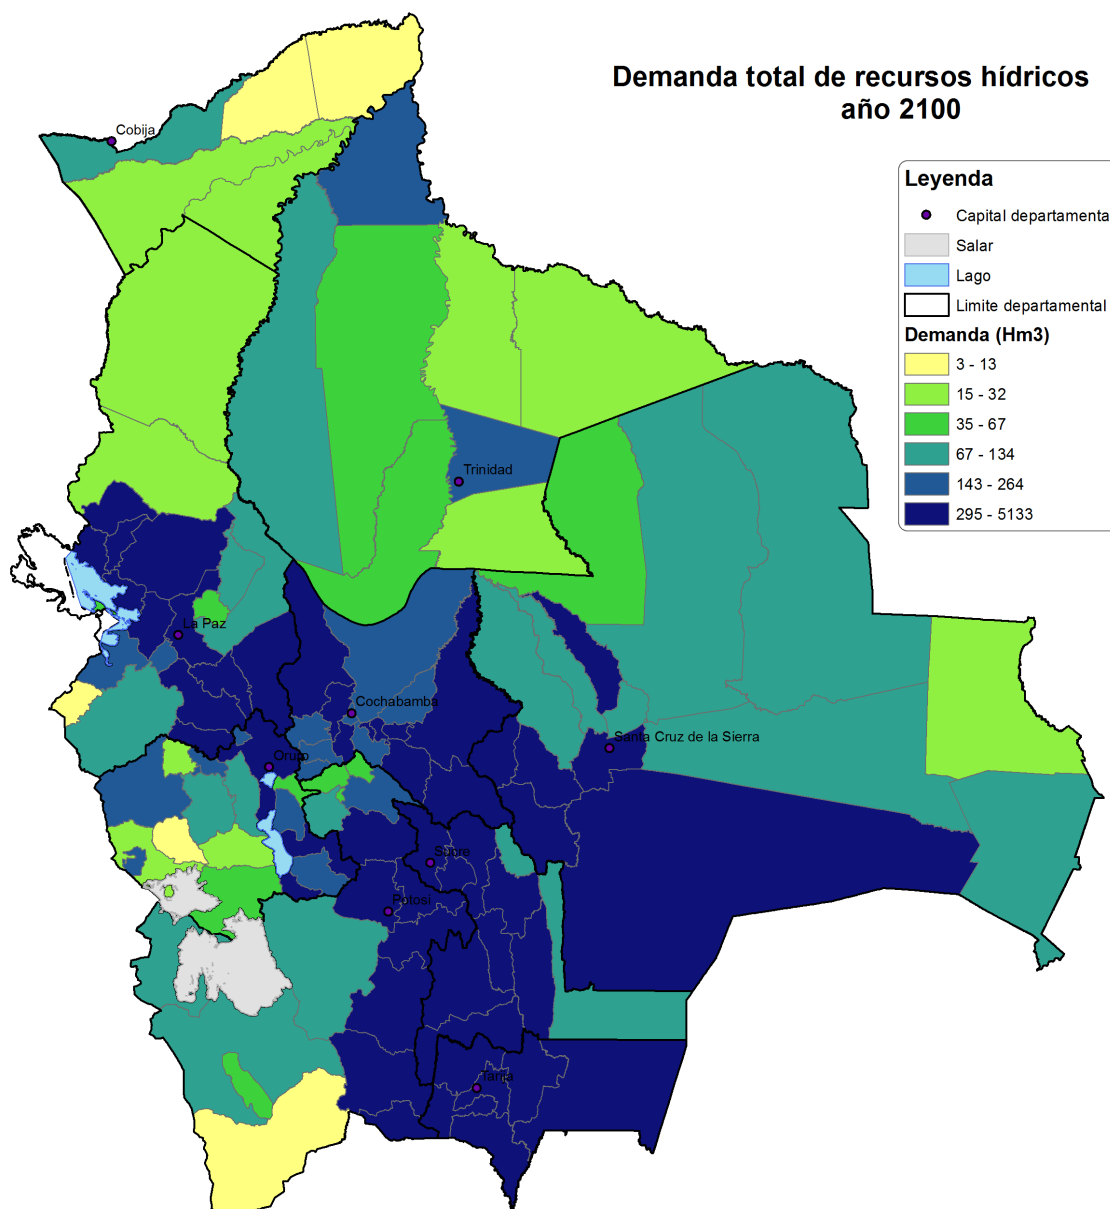 Demanda total de recursos hídricos
año 2100
Cobija
Leyenda
Capital departamenta
Salar
Lago
Limite departamental
Demanda (Hm3)
3 - 13
15 - 32
35 - 67
67 - 134
143 - 264
295 - 5133
Trinidad
La Paz
Cochabamba
Santa Cruz de la Sierra
Oruro
Sucre
Potosí
Tarija